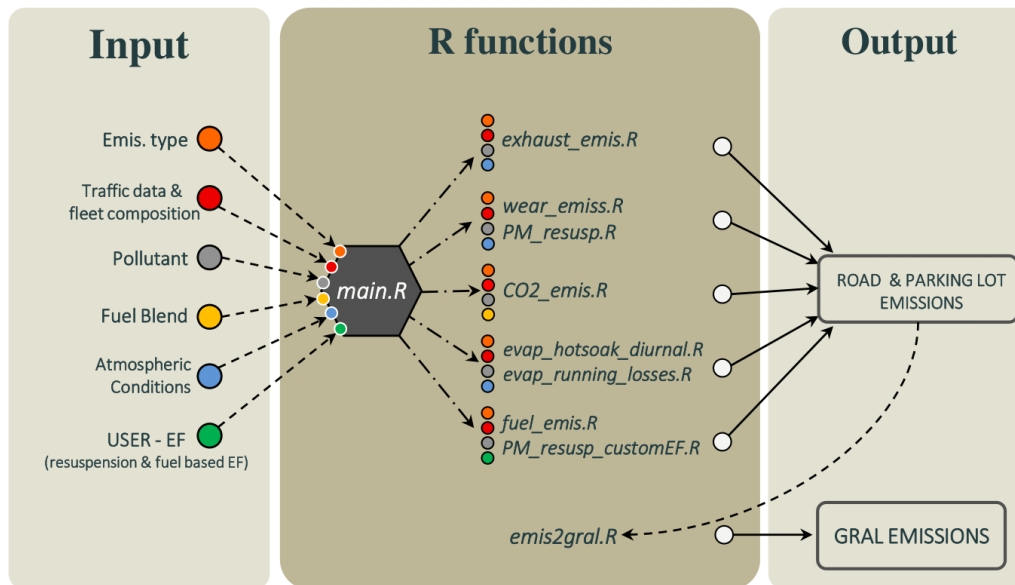 Input
R functions
Output
Emis. type
Traffic data &
fleet composition
Pollutant
Fuel Blend
Atmospheric
Conditions
USER - EF
(resuspension & fuel based EF)
main.R
exhaust_emis.R
wear_emiss.R
PM_resusp.R
CO2_emis.R
evap_hotsoak_diurnal.R
evap_running_losses.R
fuel_emis.R
PM_resusp_customEF.R
emis2gral.R
ROAD & PARKING LOT
EMISSIONS
GRAL EMISSIONS